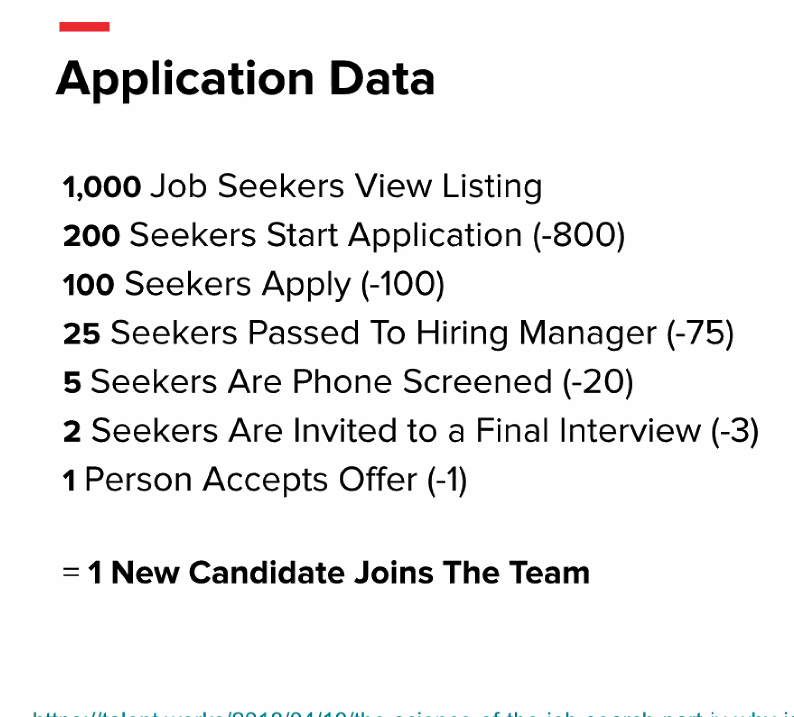 Application Data
1,000 Job Seekers View Listing
200 Seekers Start Application (-800)
100 Seekers Apply (-100)
25 Seekers Passed To Hiring Manager (-75)
5 Seekers Are Phone Screened (-20)
2 Seekers Are Invited to a Final Interview (-3)
1 Person Accepts Offer (-1)
= 1 New Candidate Joins The Team